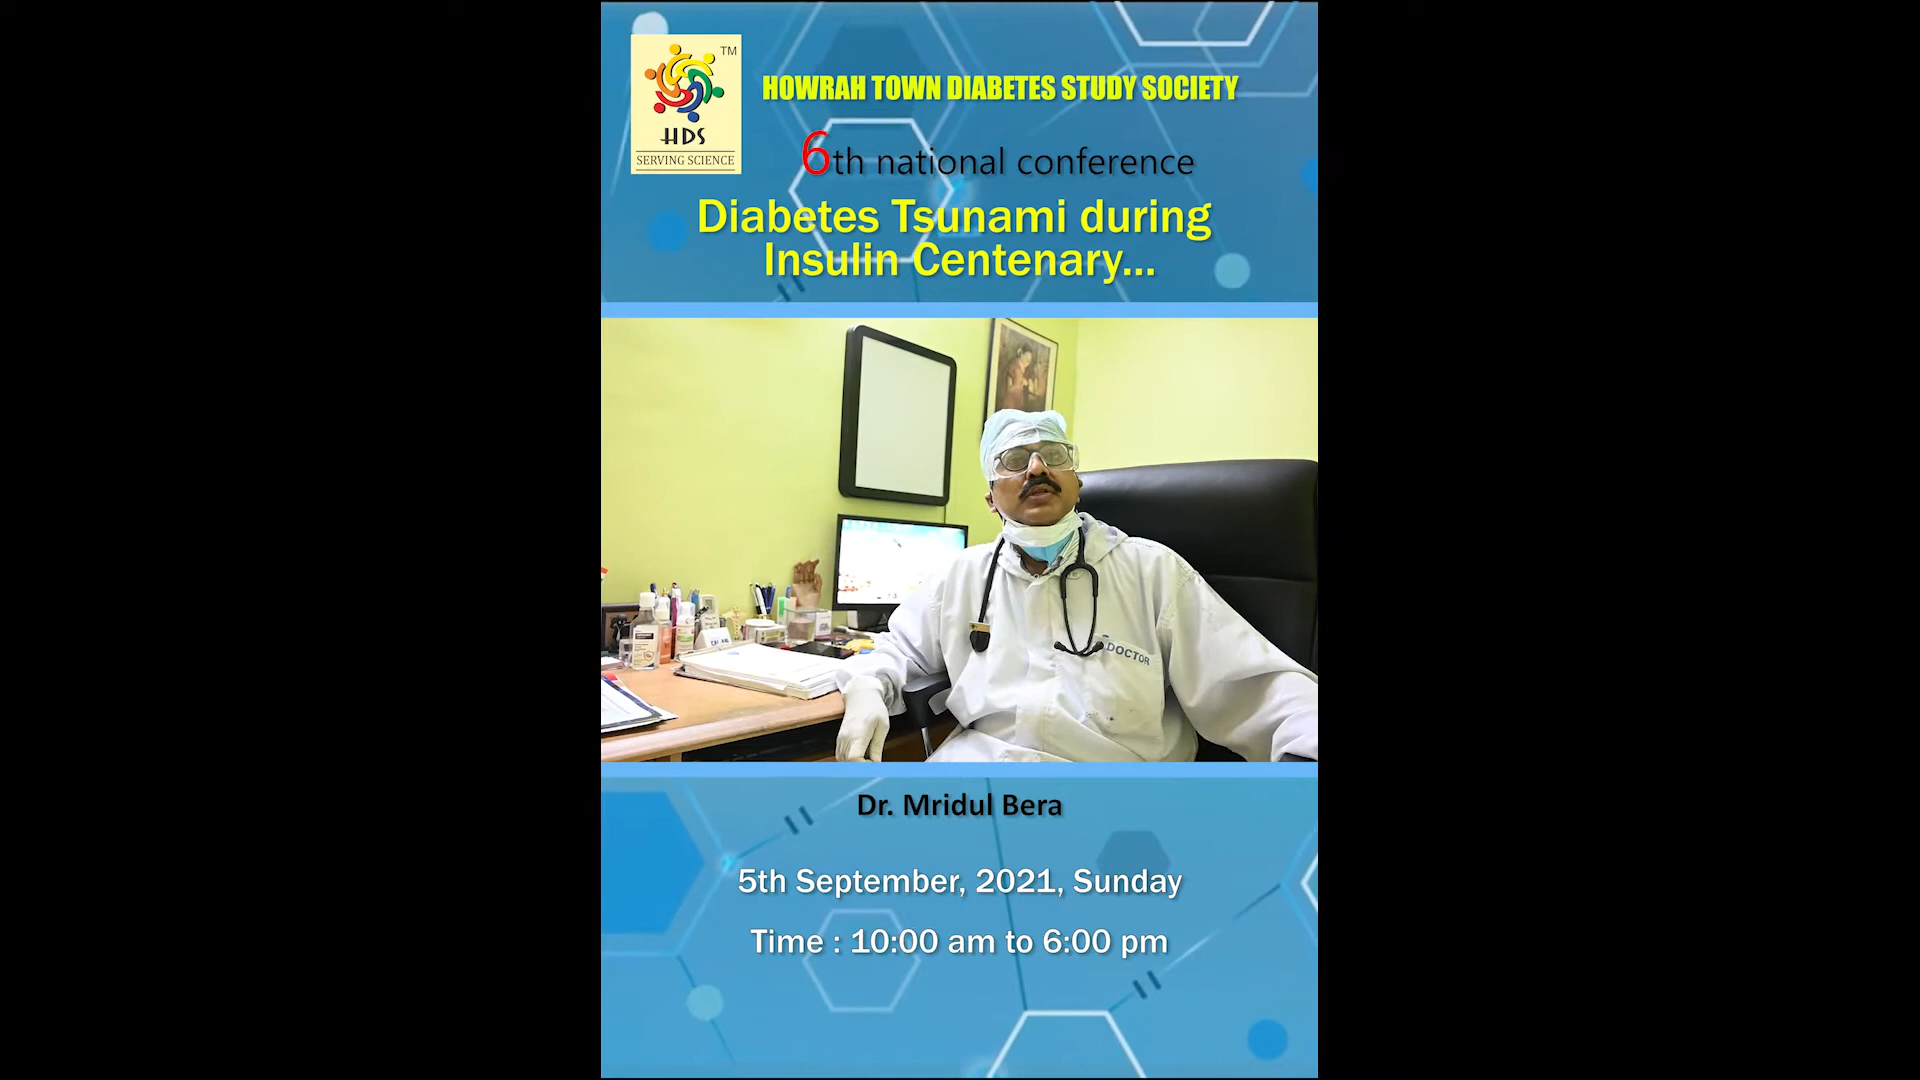 TM
HDS
SERVING SCIENCE
HOWRAH TOWN DIABETES STUDY SOCIETY
6th national conference
Diabetes Tsunami during
Insulin Centenary...
DOCTOR
Dr. Mridul Bera
5th September, 2021, Sunday
Time : 10:00 am to 6:00 pm